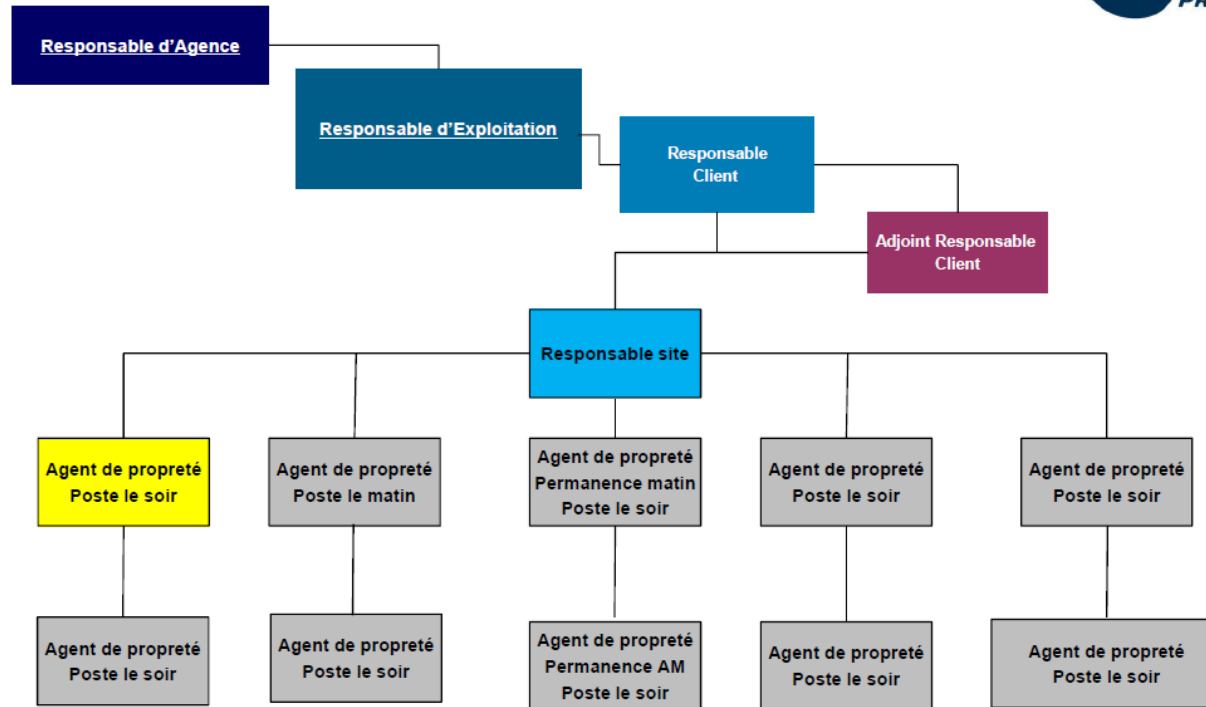 Responsable d'Agence
Responsable d'Exploitation
Responsable
Client
Adjoint Responsable
Client
Responsable site
Agent de propreté
Poste le soir
Agent de propreté
Poste le matin
Agent de propreté
Permanence matin
Poste le soir
Agent de propreté
Poste le soir
Agent de propreté
Poste le soir
Agent de propreté
Poste le soir
Agent de propreté
Poste le soir
Agent de propreté
Permanence AM
Poste le soir
Agent de propreté
Poste le soir
Agent de propreté
Poste le soir